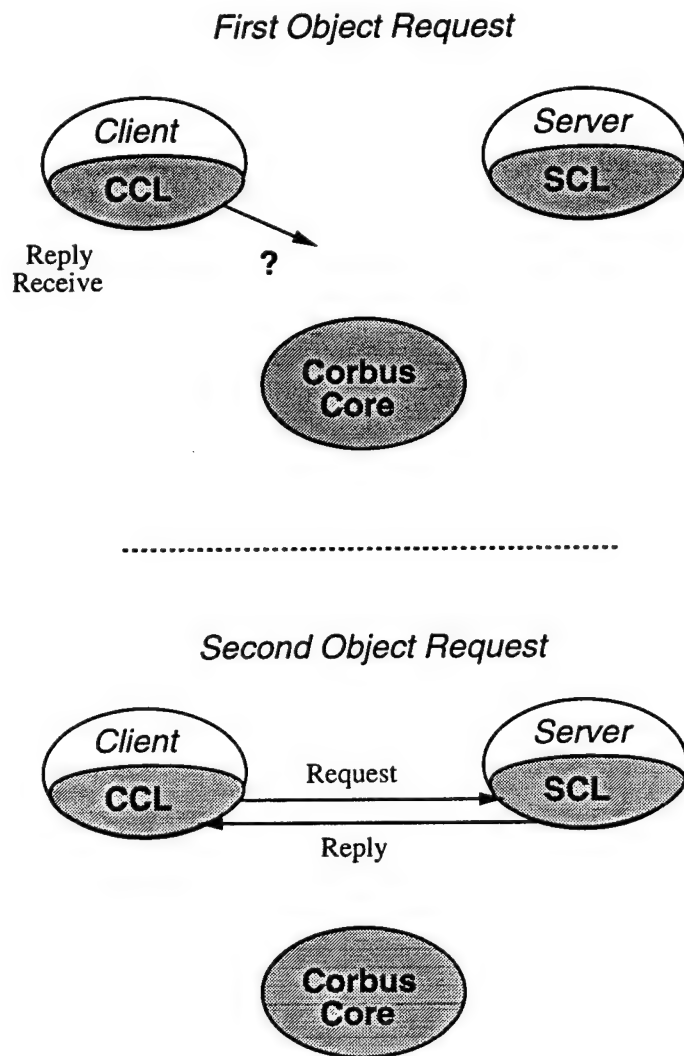 First Object Request
Client
CCL
Server
SCL
Reply
Receive
?
Corbus
Core
Second Object Request
Client
CCL
Request
Reply
Server
SCL
Corbus
Core